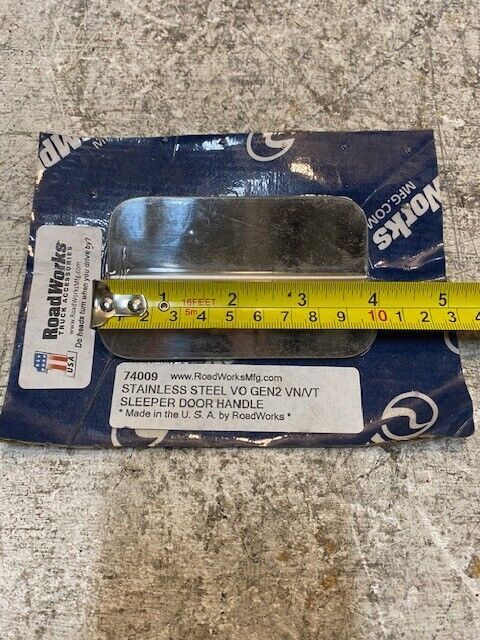 Mp
MFG.COM
Works
RoadWorks
TRUCK ACCESSORIES
www.RoadWorksMfg.com
Do heads turn when you drive by?
USA
1 2 3 4 5
16FEET
5m
1 2 3 4 5 6 7 8 9 10 1 2 3 4
74009 www.RoadWorksMfg.com
STAINLESS STEEL VO GEN2 VN/VT
SLEEPER DOOR HANDLE
* Made in the U. S. A. by RoadWorks *